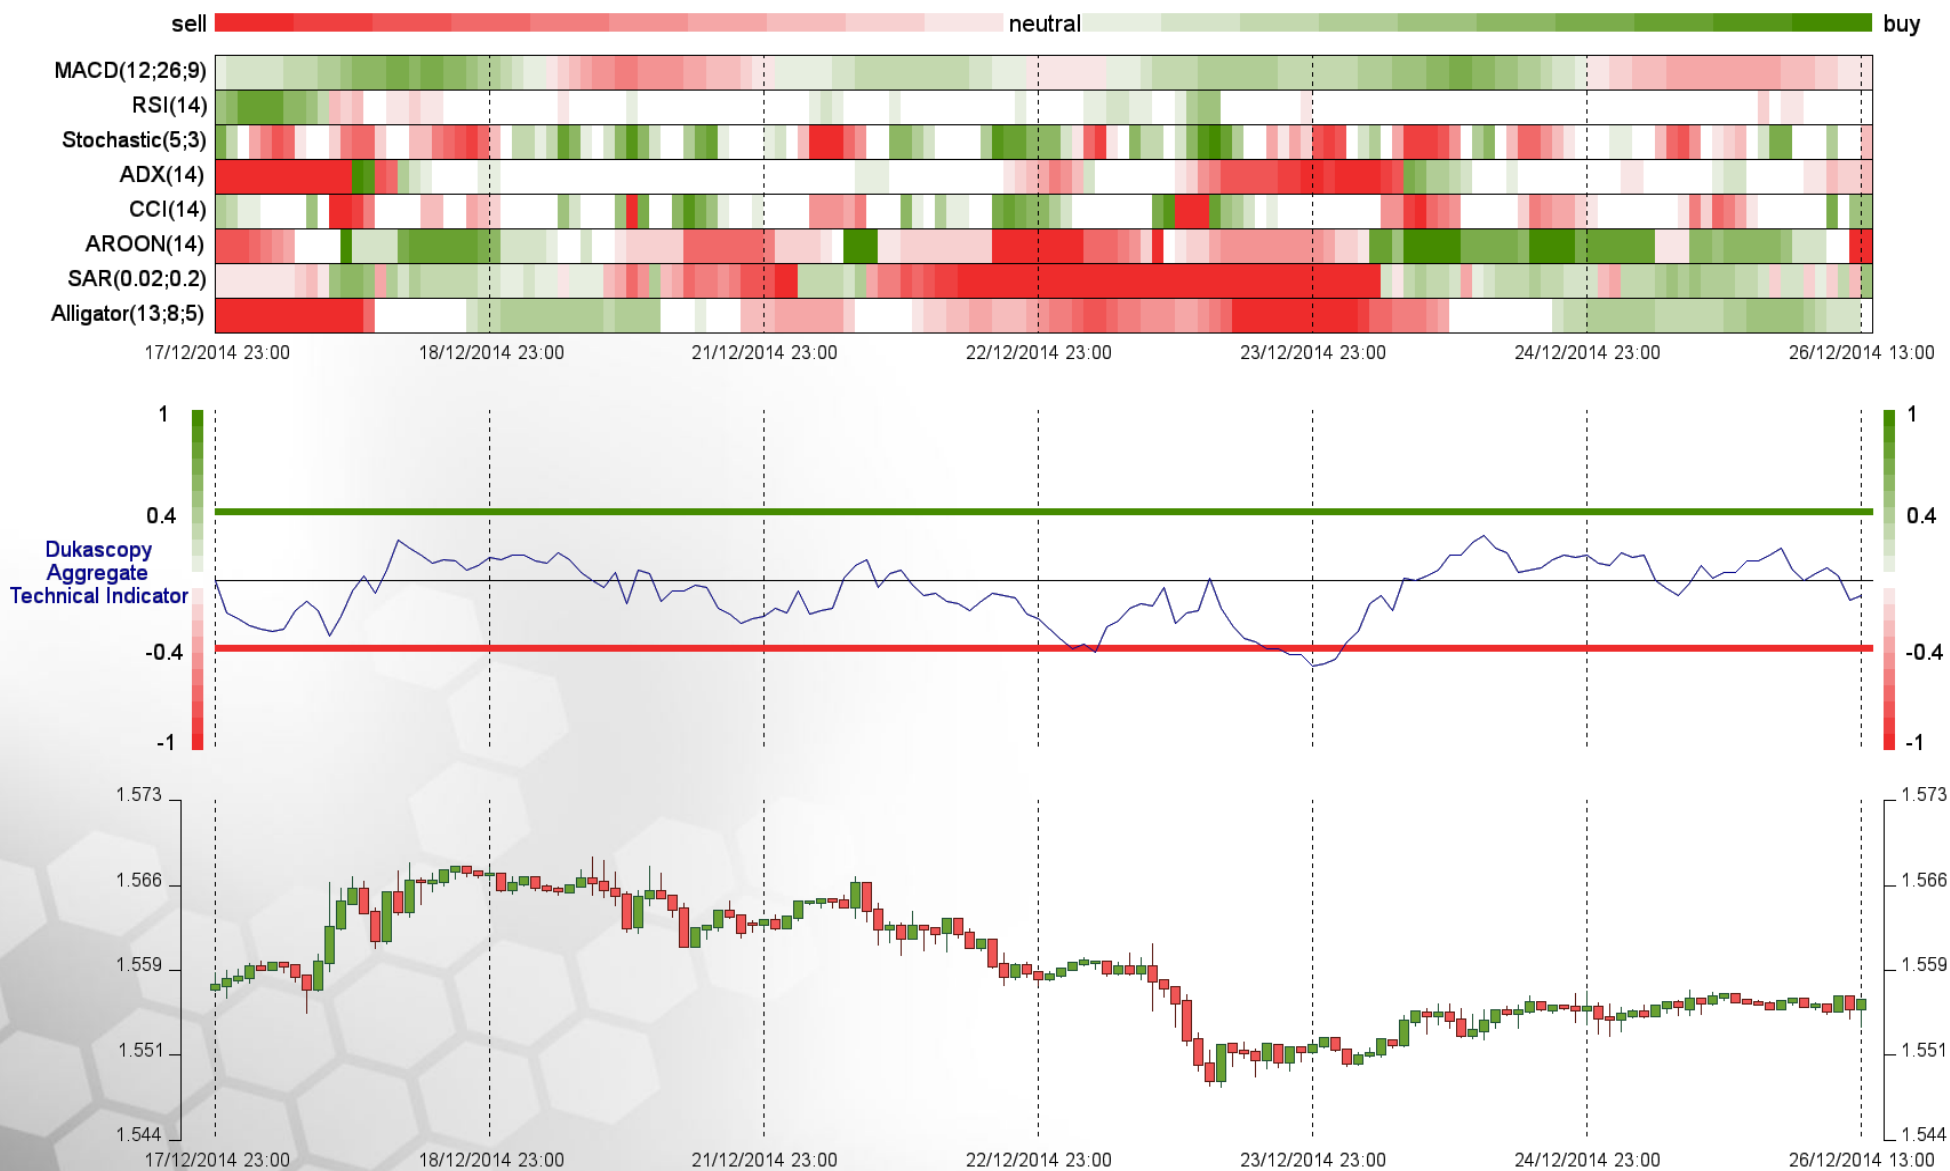 sell neutral buy
MACD(12;26;9)
RSI(14)
Stochastic(5;3)
ADX(14)
CCI(14)
AROON(14)
SAR(0.02;0.2)
Alligator(13;8;5)
17/12/2014 23:00 18/12/2014 23:00 21/12/2014 23:00 22/12/2014 23:00 23/12/2014 23:00 24/12/2014 23:00 26/12/2014 13:00
1 1
0.4 0.4
Dukascopy
Aggregate
Technical Indicator
-0.4 -0.4
-1 -1
1.573 1.573
1.566 1.566
1.559 1.559
1.551 1.551
1.544 1.544
17/12/2014 23:00 18/12/2014 23:00 21/12/2014 23:00 22/12/2014 23:00 23/12/2014 23:00 24/12/2014 23:00 26/12/2014 13:00